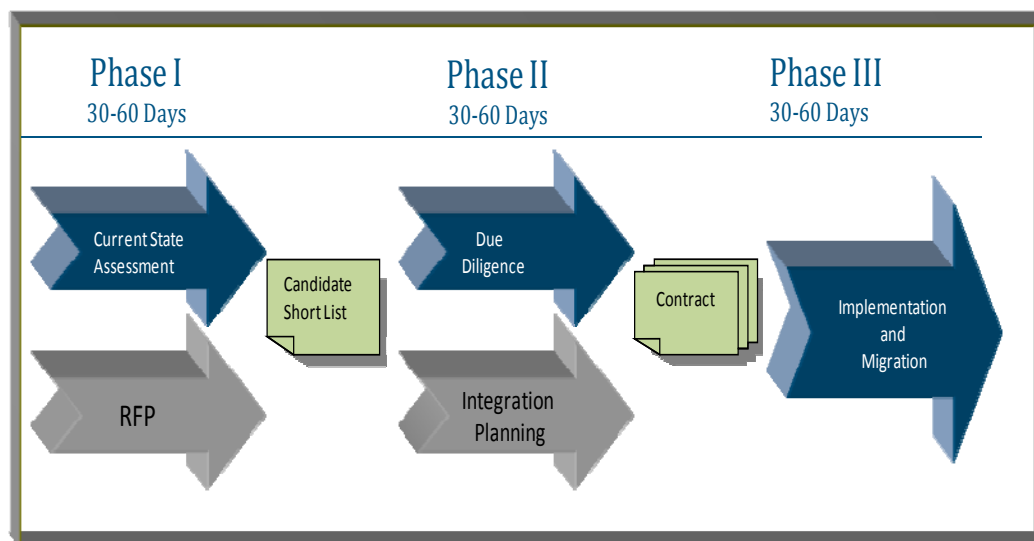 Phase I
30-60 Days
Phase II
30-60 Days
Phase III
30-60 Days
Current State
Assessment
Candidate
Short List
RFP
Due
Diligence
Integration
Planning
Contract
Implementation
and
Migration